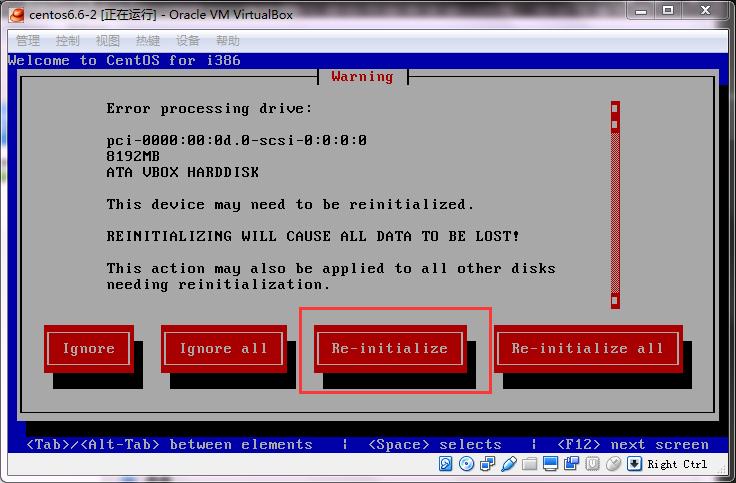 centos6.6-2 [正在运行] - Oracle VM VirtualBox
管理 控制 视图 热键 设备 帮助
Welcome to CentOS for i386
Warning
Error processing drive:
pci-0000:00:0d.0-scsi-0:0:0:0
8192MB
ATA VBOX HARDDISK
This device may need to be reinitialized.
REINITIALIZING WILL CAUSE ALL DATA TO BE LOST!
This action may also be applied to all other disks
needing reinitialization.
Ignore Ignore all Re-initialize Re-initialize all
<Tab>/<Alt-Tab> between elements | <Space> selects | <F12> next screen
Right Ctrl